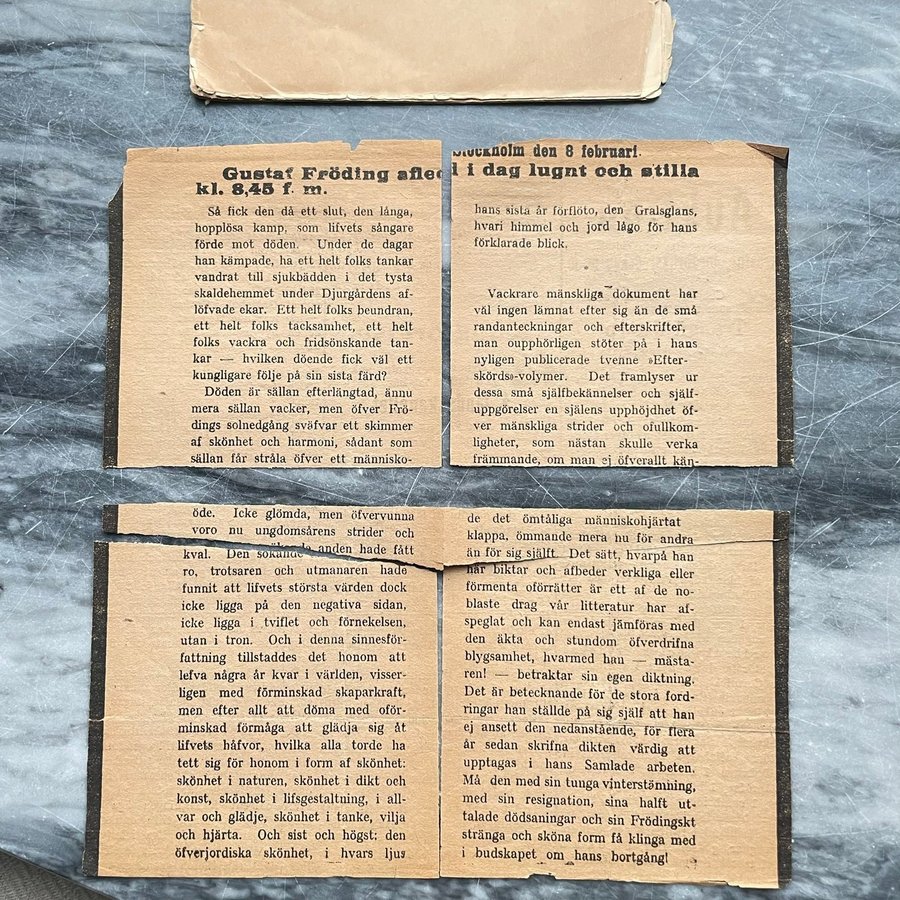 Stockholm den 8 februari.
Gustaf Fröding afled i dag lugnt och stilla
kl. 8,45 f. m.
Så fick den då ett slut, den långa,
hopplösa kamp, som lifvets sångare
förde mot döden. Under de dagar
han kämpade, ha ett helt folks tankar
vandrat till sjukbädden i det tysta
skaldehemmet under Djurgårdens af-
löfvade ekar. Ett helt folks beundran,
ett helt folks tacksamhet, ett helt
folks vackra och fridsönskande tan-
kar — hvilken döende fick väl ett
kungligare följe på sin sista färd?
Döden är sällan efterlängtad, ännu
mera sällan vacker, men öfver Frö-
dings solnedgång sväfvar ett skimmer
af skönhet och harmoni, sådant som
sällan får stråla öfver ett människo-
öde. Icke glömda, men öfvervunna
voro nu ungdomsårens strider och
kval. Den sökande anden hade fått
ro, trotsaren och utmanaren hade
funnit att lifvets största värden dock
icke ligga på den negativa sidan,
icke ligga i tviflet och förnekelsen,
utan i tron. Och i denna sinnesför-
fattning tillstaddes det honom att
lefva några år kvar i världen, visser-
ligen med förminskad skaparkraft,
men efter allt att döma med oför-
minskad förmåga att glädja sig åt
lifvets håfvor, hvilka alla torde ha
tett sig för honom i form af skönhet:
skönhet i naturen, skönhet i dikt och
konst, skönhet i lifsgestaltning, i all-
var och glädje, skönhet i tanke, vilja
och hjärta. Och sist och högst: den
öfverjordiska skönhet, i hvars ljus
hans sista år förflöto, den Gralsglans,
hvari himmel och jord lågo för hans
förklarade blick.
Vackrare mänskliga dokument har
väl ingen lämnat efter sig än de små
randanteckningar och efterskrifter,
man oupphörligen stöter på i hans
nyligen publicerade tvenne »Efter-
skörds»-volymer. Det framlyser ur
dessa små självbekännelser och själf-
uppgörelser en själens upphöjdhet öf-
ver mänskliga strider och ofullkom-
ligheter, som nästan skulle verka
främmande, om man ej öfverallt kän-
de det ömtåliga människohjärtat
klappa, ömmande mera nu för andra
än för sig själft. Det sätt, hvarpå han
här biktar och afbeder verkliga eller
förmenta oförrätter är ett af de no-
blaste drag vår litteratur har af-
speglat och kan endast jämföras med
den äkta och stundom öfverdrifna
blygsamhet, hvarmed han — mästa-
ren! — betraktar sin egen diktning.
Det är betecknande för de stora ford-
ringar han ställde på sig själf att han
ej ansett den nedanstående, för flera
år sedan skrifna dikten värdig att
upptagas i hans Samlade arbeten.
Må den med sin tunga vinterstämning,
med sin resignation, sina halft ut-
talade dödsaningar och sin Frödingskt
stränga och sköna form få klinga med
i budskapet om hans bortgång!